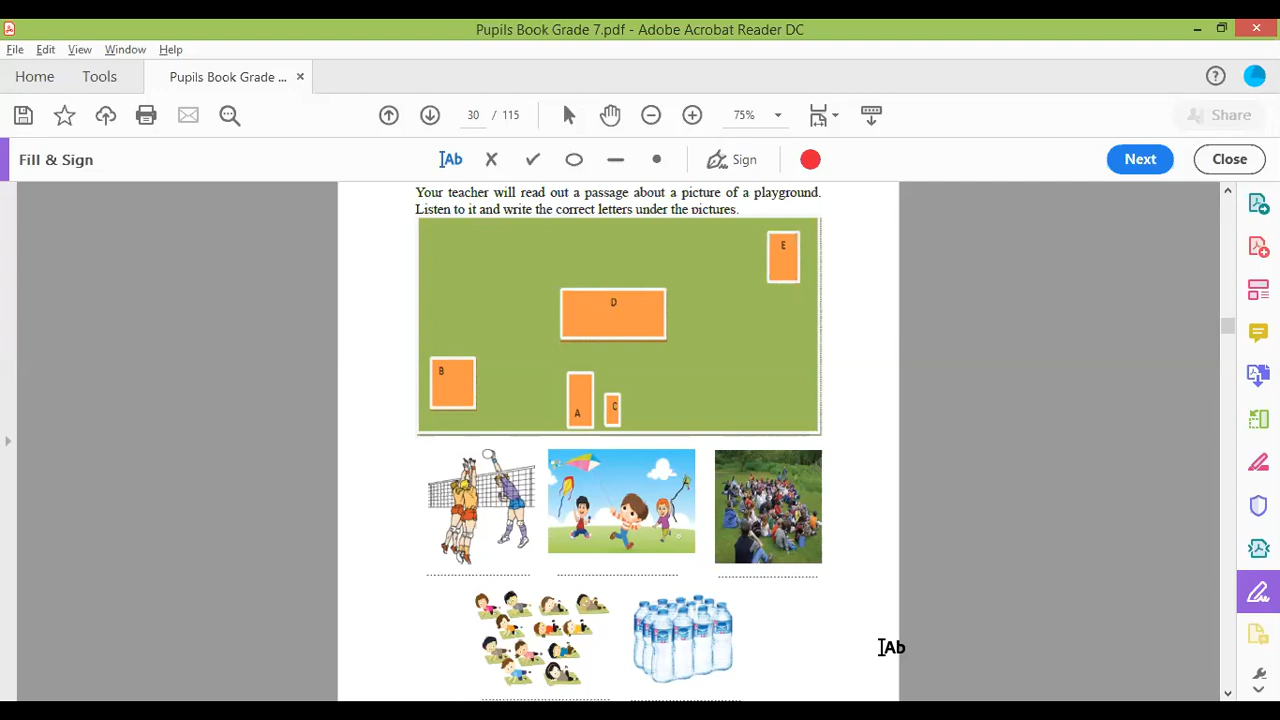 Pupils Book Grade 7.pdf - Adobe Acrobat Reader DC
File Edit View Window Help
Home Tools Pupils Book Grade ... ×
30 / 115 75% Share
Fill & Sign Ab Sign Next Close
Your teacher will read out a passage about a picture of a playground.
Listen to it and write the correct letters under the pictures.
E
D
B
A
C
Ab